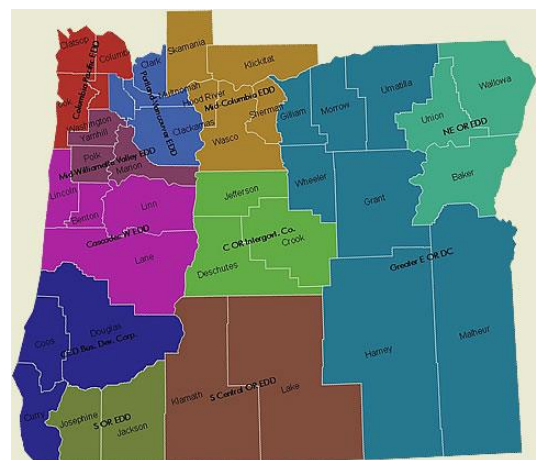 Clatsop
Columb
Clark
Skamania
Klickitat
Columbia Pacific EDD
Portland-Vancouver EDD
Multnomah
Hood River
Mid-Columbia EDD
Sherman
Gilliam
Morrow
Umatilla
Wallowa
Union
NE OR EDD
Washington
Yamhill
Clackamas
Wasco
Polk
Mid Willamette Valley EDD
Marion
Wheeler
Grant
Baker
Lincoln
Linn
Jefferson
Benton
Cascades W EDD
C OR Intergort. Co.
Crook
Lane
Deschutes
Greater E OR DC
Douglas
Coos
CCD Bus. Dev. Corp.
Harney
Malheur
Curry
Josephine
S OR EDD
Jackson
Klamath
S Central OR EDD
Lake